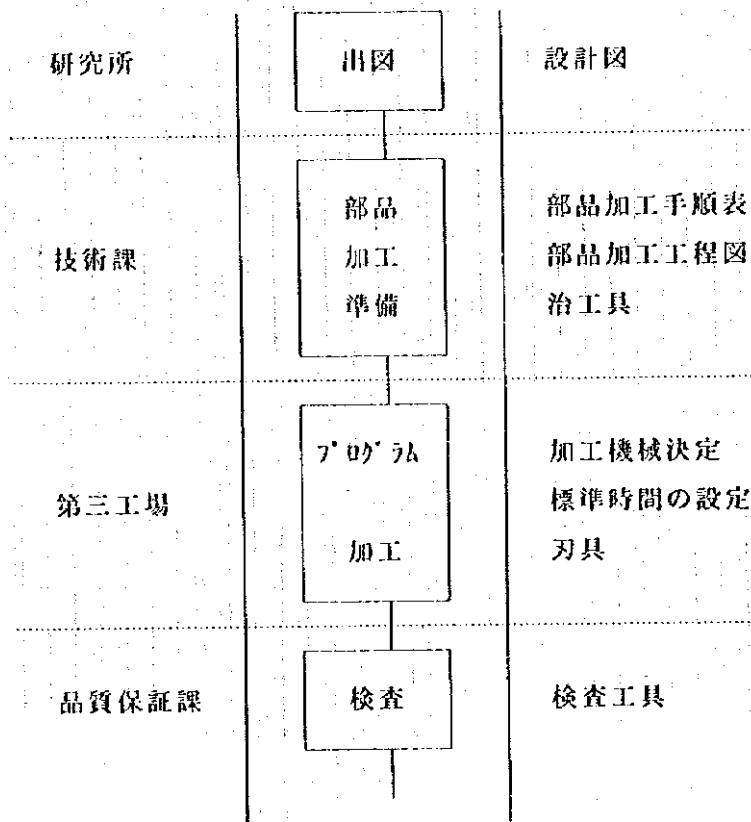 研究所
出図
設計図
技術課
部品
加工
準備
部品加工手順表
部品加工工程図
治工具
第三工場
プログラム
加工
加工機械決定
標準時間の設定
刃具
品質保証課
検査
検査工具